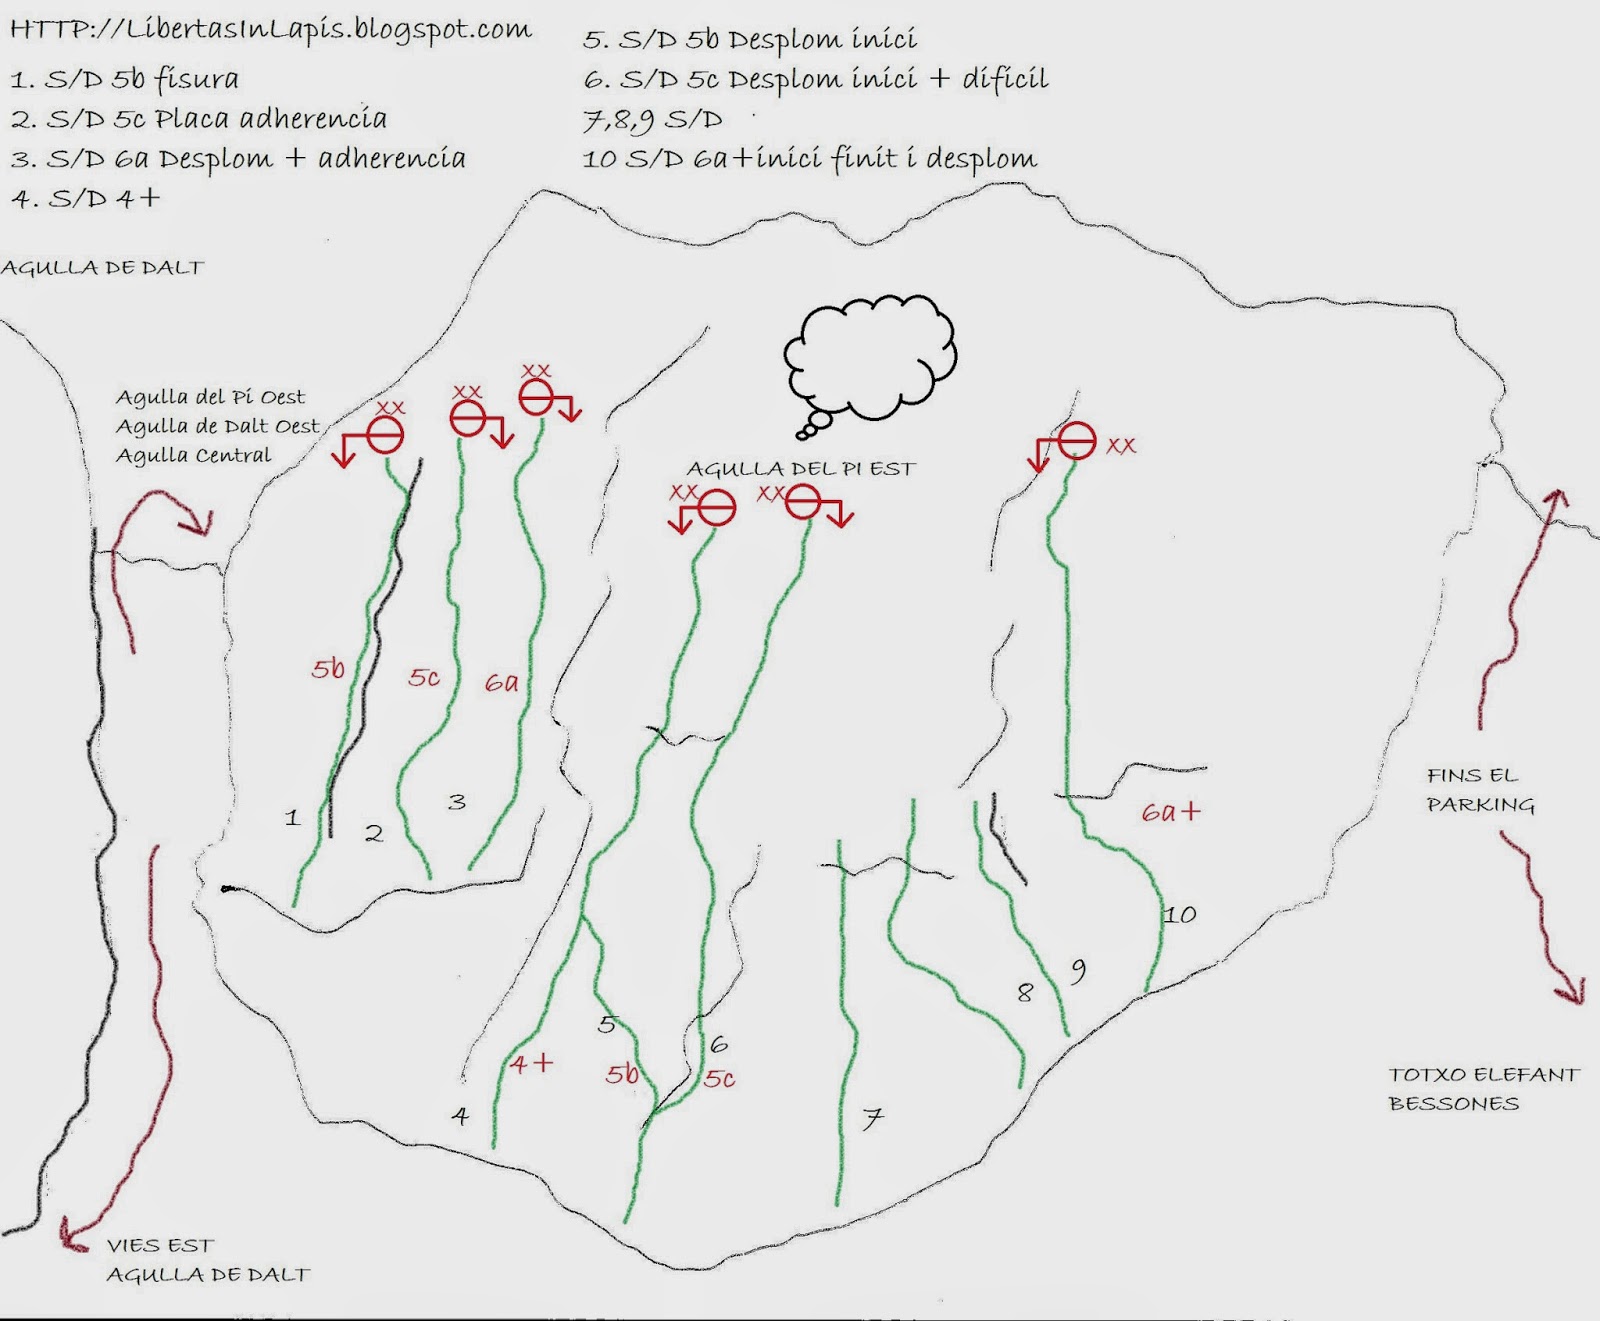 HTTP://LibertasInLapis.blogspot.com
1. S/D 5b fisura
2. S/D 5c Placa adherencia
3. S/D 6a Desplom + adherencia
4. S/D 4+
5. S/D 5b Desplom inici
6. S/D 5c Desplom inici + dificil
7,8,9 S/D
10 S/D 6a+inici finit i desplom
AGULLA DE DALT
Agulla del Pi Oest
Agulla de Dalt Oest
Agulla Central
xx
xx
xx
AGULLA DEL PI EST
xx
xx
xx
5b
5c
6a
1
2
3
6a+
10
FINS EL
PARKING
4
4+
5
5b
6
5c
7
8
9
TOTXO ELEFANT
BESSONES
VIES EST
AGULLA DE DALT